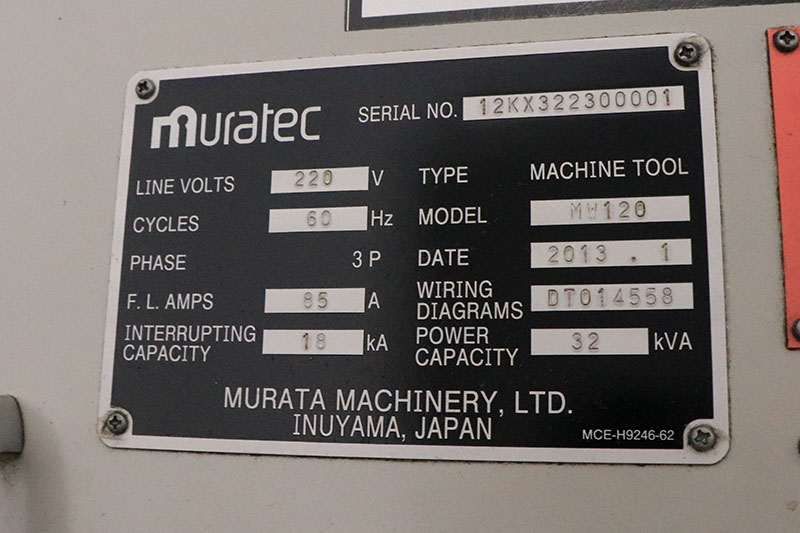 muratec
SERIAL NO. 12KX322300001
LINE VOLTS 220 V
TYPE MACHINE TOOL
CYCLES 60 Hz
MODEL MW120
PHASE 3 P
DATE 2013 . 1
F. L. AMPS 85 A
WIRING
DIAGRAMS DT014558
INTERRUPTING
CAPACITY 18 kA
POWER
CAPACITY 32 kVA
MURATA MACHINERY, LTD.
INUYAMA, JAPAN
MCE-H9246-62